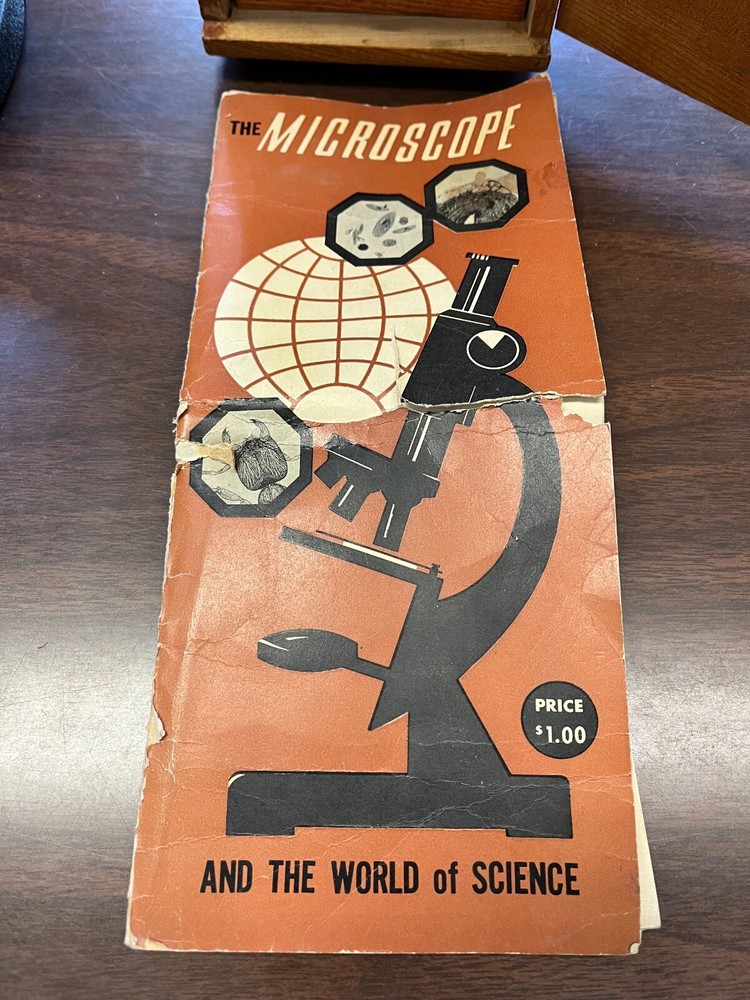 THE MICROSCOPE
PRICE
$1.00
AND THE WORLD of SCIENCE